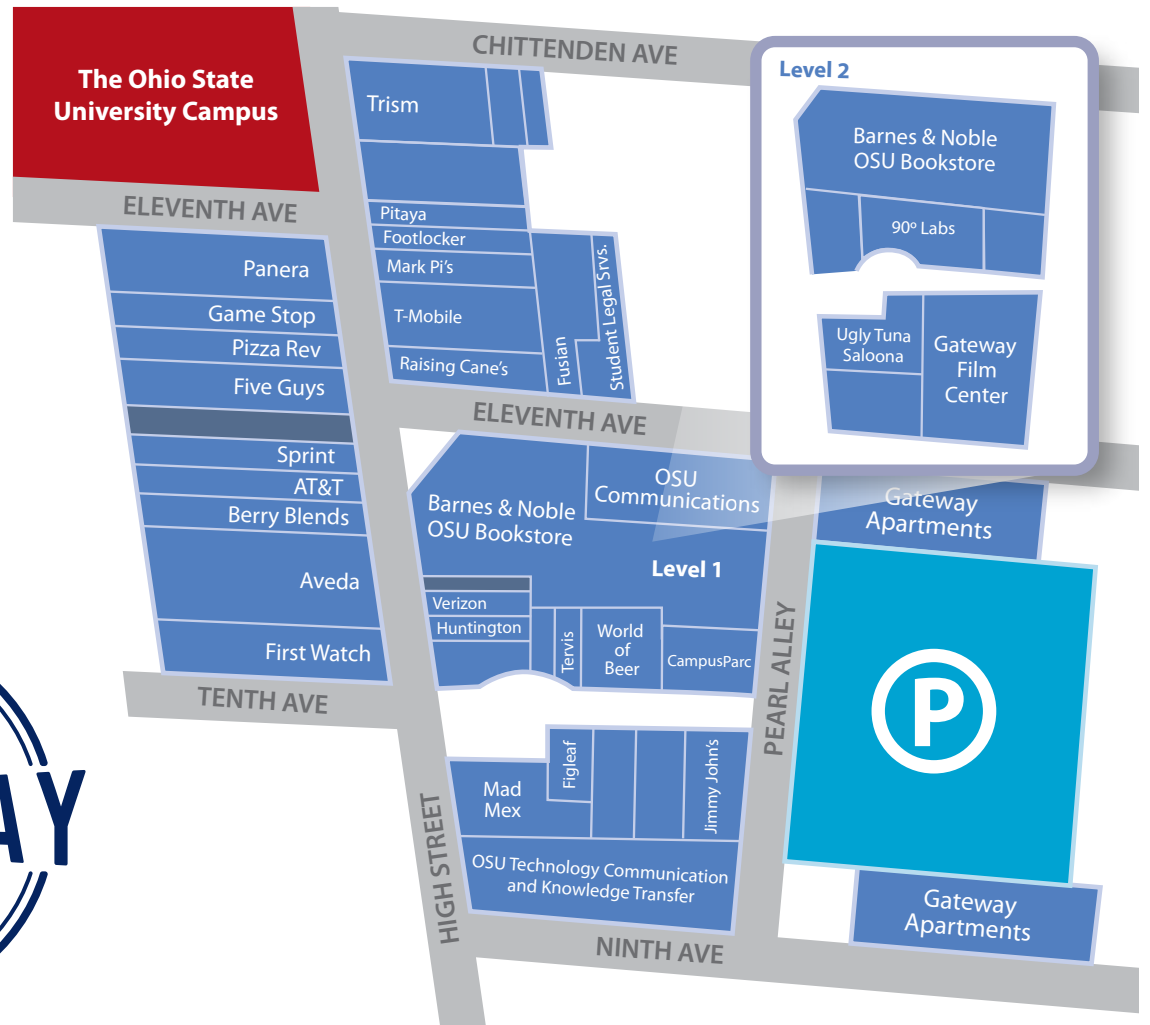 The Ohio State
University Campus
CHITTENDEN AVE
Level 2
Barnes & Noble
OSU Bookstore
90º Labs
Ugly Tuna
Saloona
Gateway
Film
Center
Trism
Pitaya
Footlocker
Mark Pi's
T-Mobile
Raising Cane's
Fusian
Student Legal Srvs.
ELEVENTH AVE
Panera
Game Stop
Pizza Rev
Five Guys
Sprint
AT&T
Berry Blends
Aveda
First Watch
TENTH AVE
ELEVENTH AVE
Barnes & Noble
OSU Bookstore
OSU
Communications
Level 1
Verizon
Huntington
Tervis
World
of
Beer
CampusParc
PEARL ALLEY
Gateway
Apartments
P
HIGH STREET
Mad
Mex
Figleaf
Jimmy John's
OSU Technology Communication
and Knowledge Transfer
NINTH AVE
Gateway
Apartments
AY